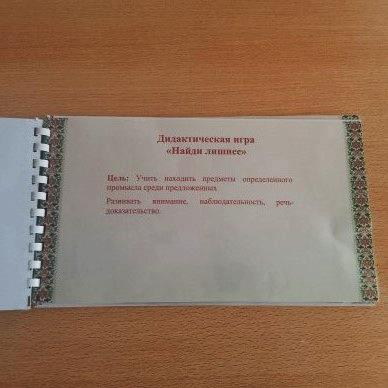 Дидактическая игра
«Найди лишнее»
Цель: Учить находить предметы определенного
промысла среди предложенных
Развивать внимание, наблюдательность, речь-
доказательство.